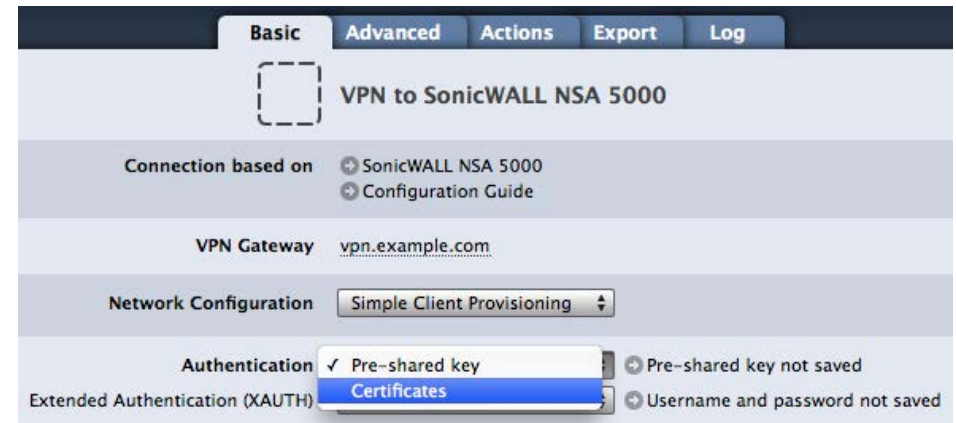 Basic Advanced Actions Export Log
VPN to SonicWALL NSA 5000
Connection based on SonicWALL NSA 5000
Configuration Guide
VPN Gateway vpn.example.com
Network Configuration Simple Client Provisioning
Authentication ✓ Pre-shared key Pre-shared key not saved
Certificates
Extended Authentication (XAUTH) Username and password not saved